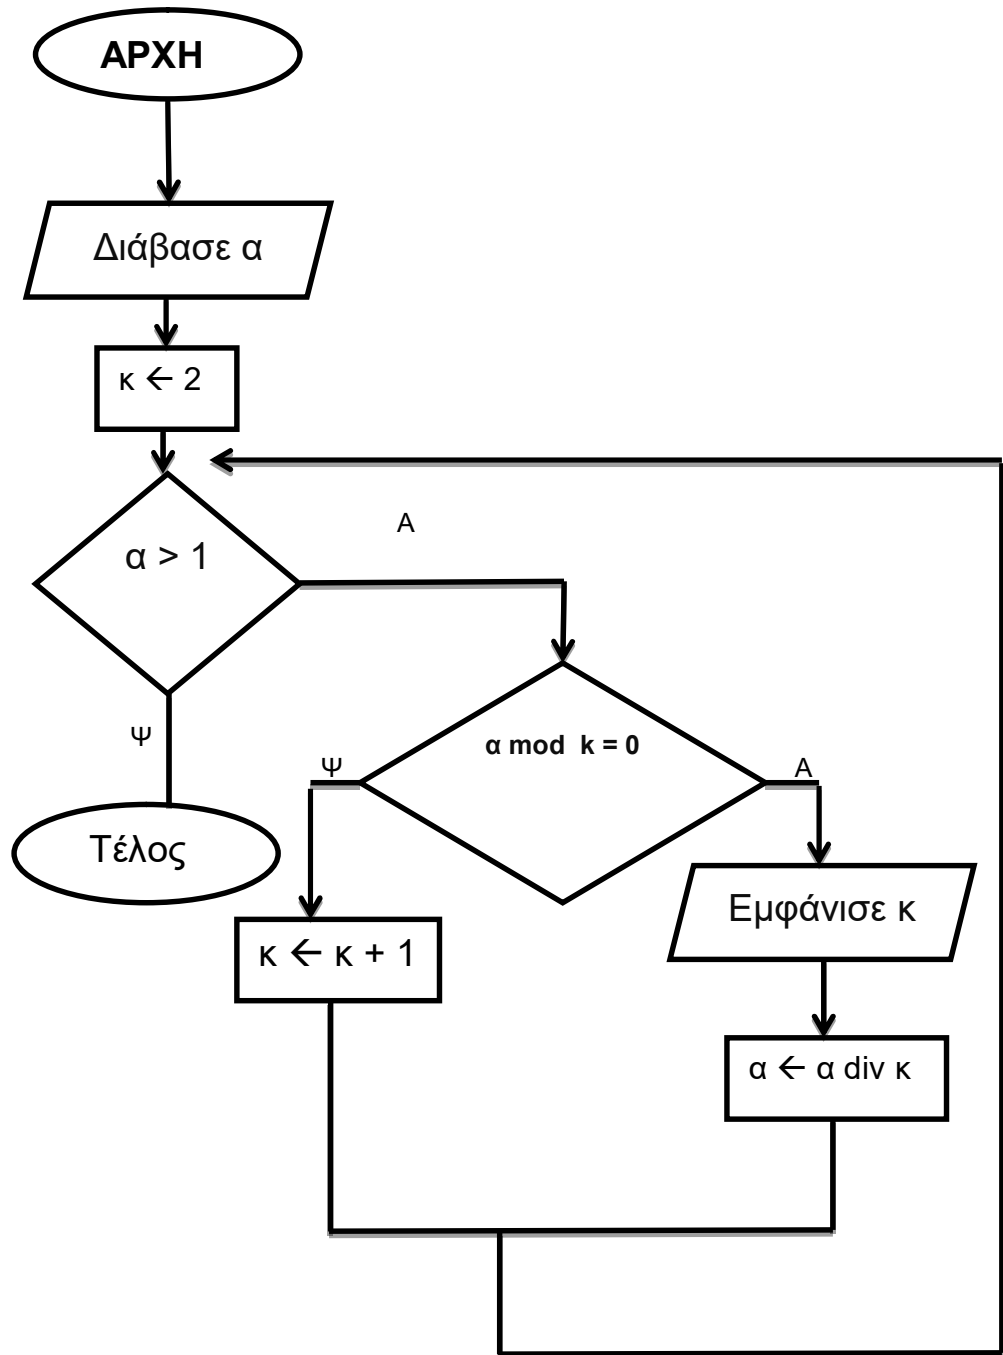 ΑΡΧΗ
Διάβασε α
κ ← 2
α > 1
Α
Ψ
Τέλος
α mod k = 0
Ψ
Α
κ ← κ + 1
Εμφάνισε κ
α ← α div κ